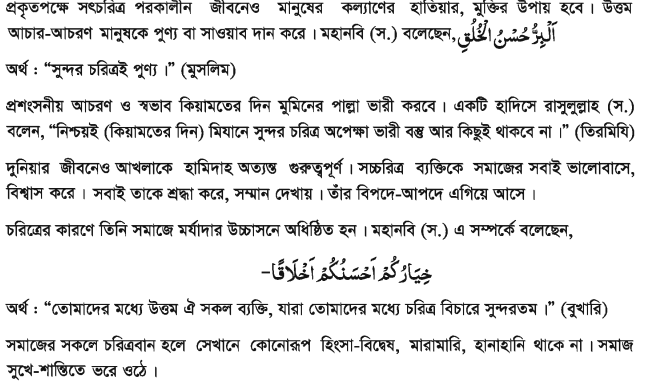 প্রকৃতপক্ষে সৎচরিত্র পরকালীন জীবনেও মানুষের কল্যাণের হাতিয়ার, মুক্তির উপায় হবে। উত্তম
আচার-আচরণ মানুষকে পুণ্য বা সাওয়াব দান করে। মহানবি (স.) বলেছেন, اَلْبِرُّ حُسْنُ الْخُلُقِ
অর্থ : “সুন্দর চরিত্রই পুণ্য।” (মুসলিম)
প্রশংসনীয় আচরণ ও স্বভাব কিয়ামতের দিন মুমিনের পাল্লা ভারী করবে। একটি হাদিসে রাসুলুল্লাহ (স.)
বলেন, “নিশ্চয়ই (কিয়ামতের দিন) মিযানে সুন্দর চরিত্র অপেক্ষা ভারী বস্তু আর কিছুই থাকবে না।” (তিরমিযি)
দুনিয়ার জীবনেও আখলাকে হামিদাহ অত্যন্ত গুরুত্বপূর্ণ। সচ্চরিত্র ব্যক্তিকে সমাজের সবাই ভালোবাসে,
বিশ্বাস করে। সবাই তাকে শ্রদ্ধা করে, সম্মান দেখায়। তাঁর বিপদে-আপদে এগিয়ে আসে।
চরিত্রের কারণে তিনি সমাজে মর্যাদার উচ্চাসনে অধিষ্ঠিত হন। মহানবি (স.) এ সম্পর্কে বলেছেন,
خِيَارُكُمْ اَحْسَنُكُمْ اَخْلَاقًا-
অর্থ : “তোমাদের মধ্যে উত্তম ঐ সকল ব্যক্তি, যারা তোমাদের মধ্যে চরিত্র বিচারে সুন্দরতম।” (বুখারি)
সমাজের সকলে চরিত্রবান হলে সেখানে কোনোরূপ হিংসা-বিদ্বেষ, মারামারি, হানাহানি থাকে না। সমাজ
সুখে-শান্তিতে ভরে ওঠে।